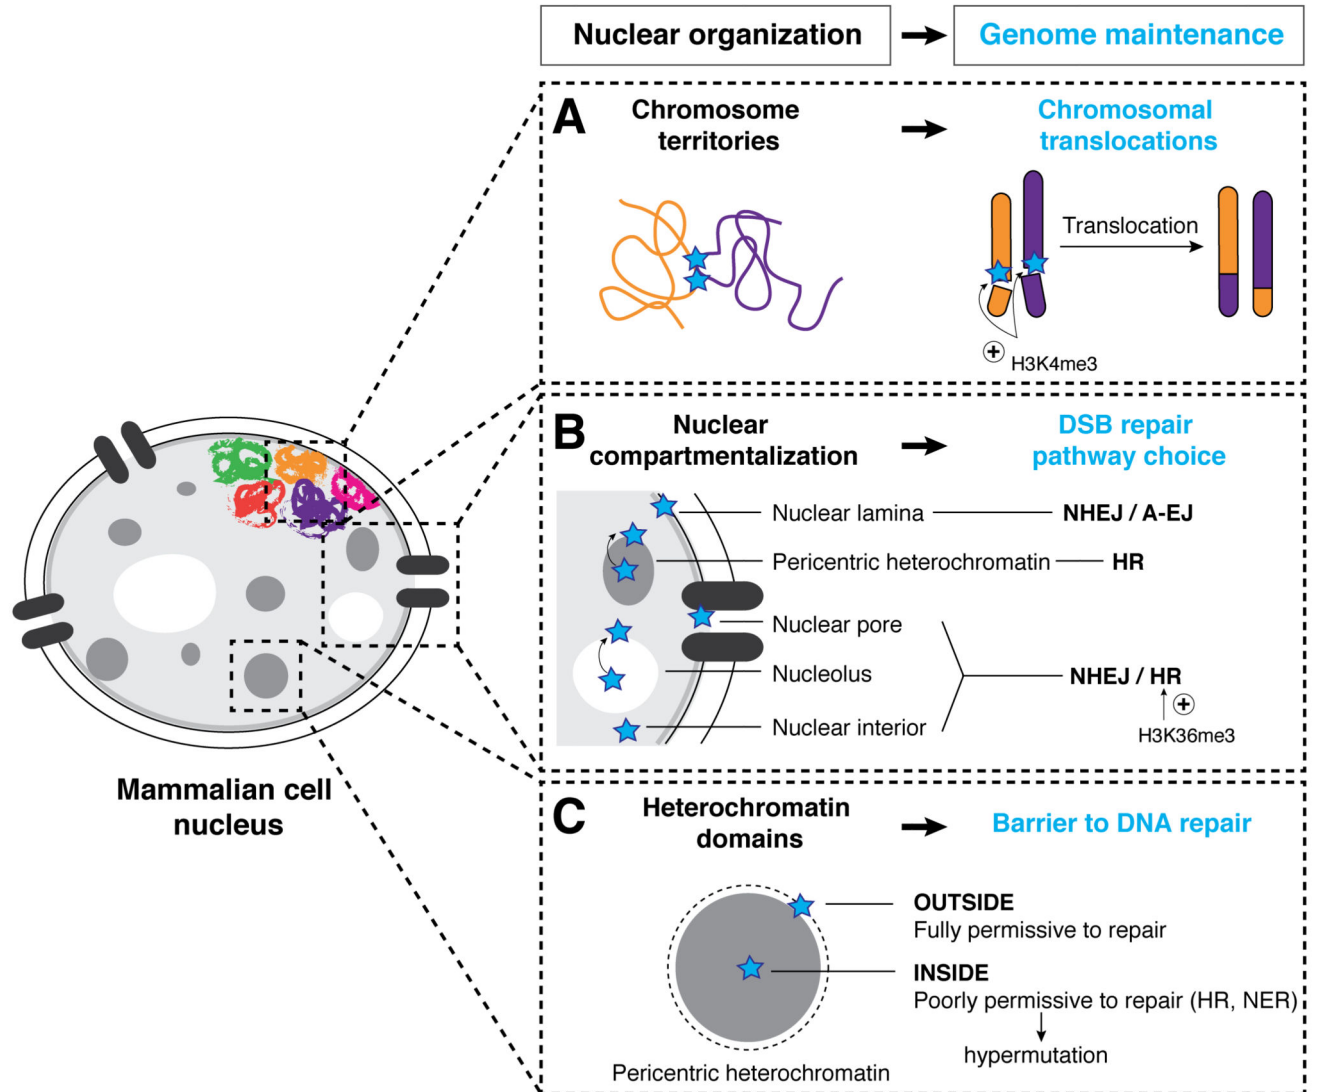 Nuclear organization
Genome maintenance
A
Chromosome
territories
Chromosomal
translocations
Translocation
+
H3K4me3
B
Nuclear
compartmentalization
DSB repair
pathway choice
Nuclear lamina
NHEJ / A-EJ
Pericentric heterochromatin
HR
Nuclear pore
Nucleolus
Nuclear interior
NHEJ / HR
+
H3K36me3
Mammalian cell
nucleus
C
Heterochromatin
domains
Barrier to DNA repair
OUTSIDE
Fully permissive to repair
INSIDE
Poorly permissive to repair (HR, NER)
hypermutation
Pericentric heterochromatin